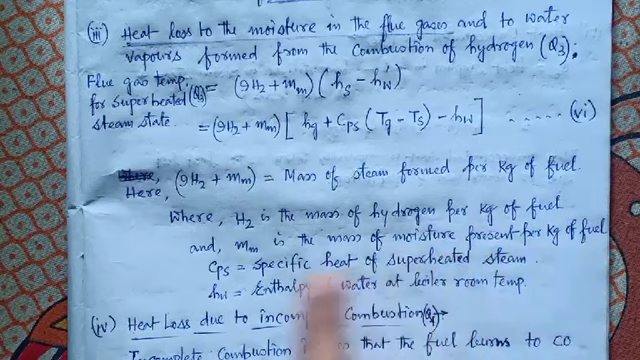 (iii) Heat loss to the moisture in the flue gases and to water
vapours formed from the Combustion of hydrogen (Q3):
Flue gas temp. for superheated steam state (Q3) = (9H2 + mm) (hs - hw')
= (9H2 + mm) [hg + Cps (Tg - Ts) - hw] ...... (vi)
Here, (9H2 + mm) = Mass of steam formed per kg of fuel.
Where, H2 is the mass of hydrogen per kg of fuel
and, mm is the mass of moisture present per kg of fuel
Cps = specific heat of superheated steam.
hw = Enthalpy water at boiler room temp.
(iv) Heat Loss due to Combustion (Q4)
Incomplete Combustion that the fuel burns to CO